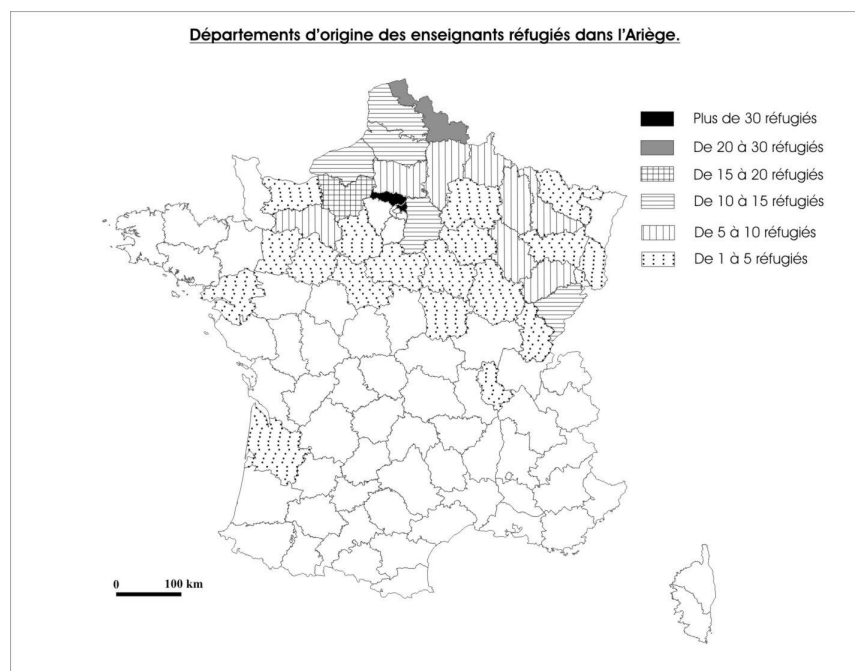 Départements d'origine des enseignants réfugiés dans l'Ariège.
Plus de 30 réfugiés
De 20 à 30 réfugiés
De 15 à 20 réfugiés
De 10 à 15 réfugiés
De 5 à 10 réfugiés
De 1 à 5 réfugiés
0 100 km